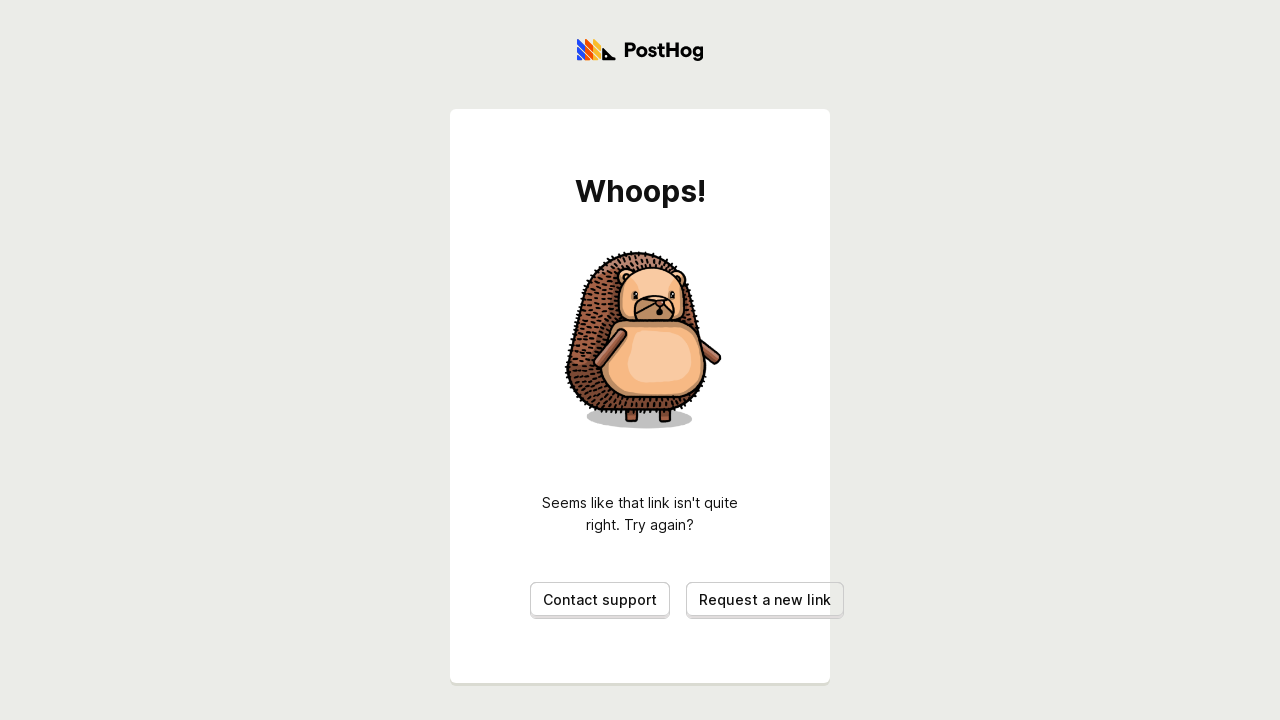 PostHog
Whoops!
Seems like that link isn't quite
right. Try again?
Contact support
Request a new link